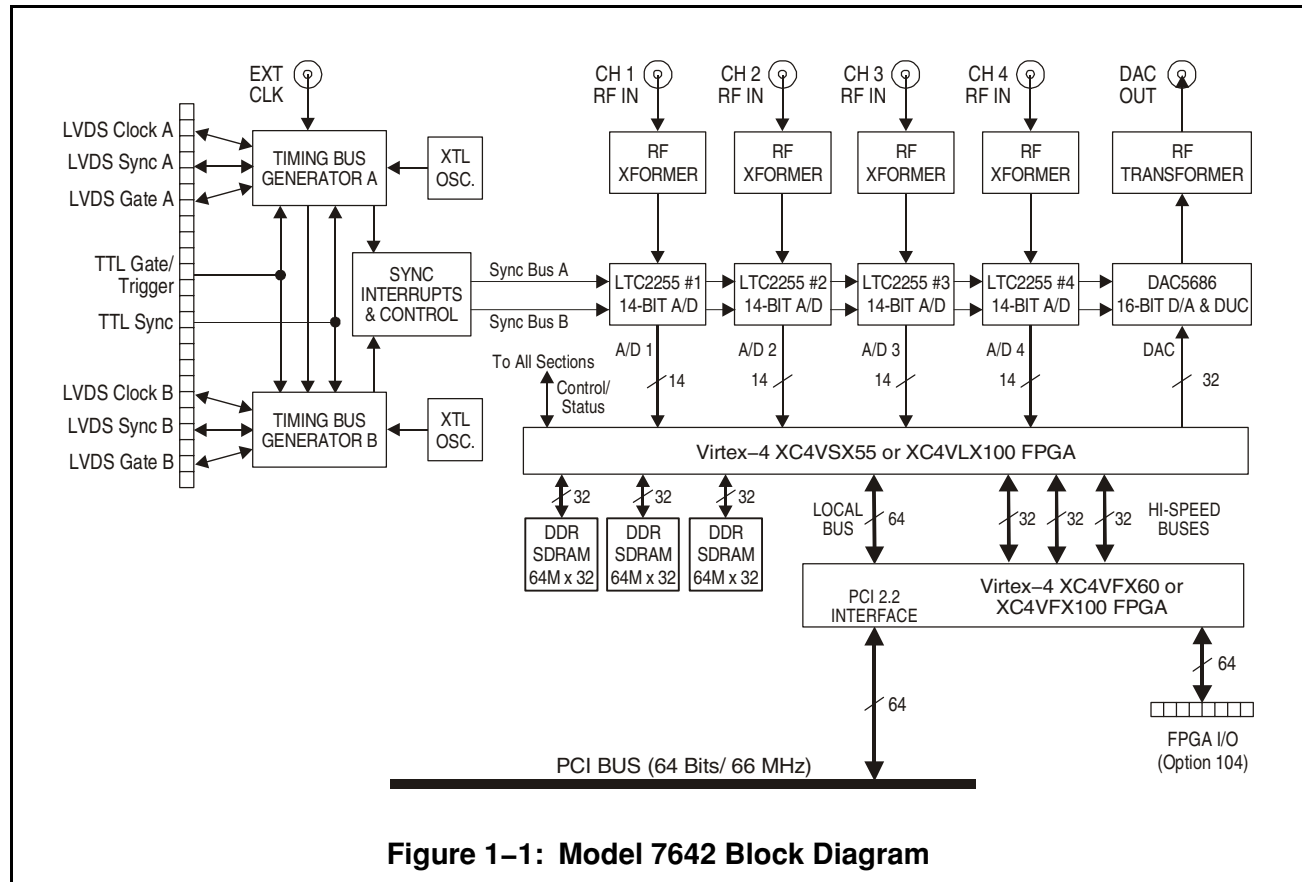 EXT
CLK
CH 1
RF IN
CH 2
RF IN
CH 3
RF IN
CH 4
RF IN
DAC
OUT
LVDS Clock A
LVDS Sync A
LVDS Gate A
TIMING BUS
GENERATOR A
XTL
OSC.
RF
XFORMER
RF
XFORMER
RF
XFORMER
RF
XFORMER
RF
TRANSFORMER
TTL Gate/
Trigger
TTL Sync
SYNC
INTERRUPTS
& CONTROL
Sync Bus A
Sync Bus B
LTC2255 #1
14-BIT A/D
LTC2255 #2
14-BIT A/D
LTC2255 #3
14-BIT A/D
LTC2255 #4
14-BIT A/D
DAC5686
16-BIT D/A & DUC
A/D 1
14
A/D 2
14
A/D 3
14
A/D 4
14
DAC
32
To All Sections
Control/
Status
LVDS Clock B
LVDS Sync B
LVDS Gate B
TIMING BUS
GENERATOR B
XTL
OSC.
Virtex–4 XC4VSX55 or XC4VLX100 FPGA
32
32
32
LOCAL
BUS
64
32
32
32
HI-SPEED
BUSES
DDR
SDRAM
64M x 32
DDR
SDRAM
64M x 32
DDR
SDRAM
64M x 32
PCI 2.2
INTERFACE
Virtex–4 XC4VFX60 or
XC4VFX100 FPGA
64
64
FPGA I/O
(Option 104)
PCI BUS (64 Bits/ 66 MHz)
Figure 1–1: Model 7642 Block Diagram